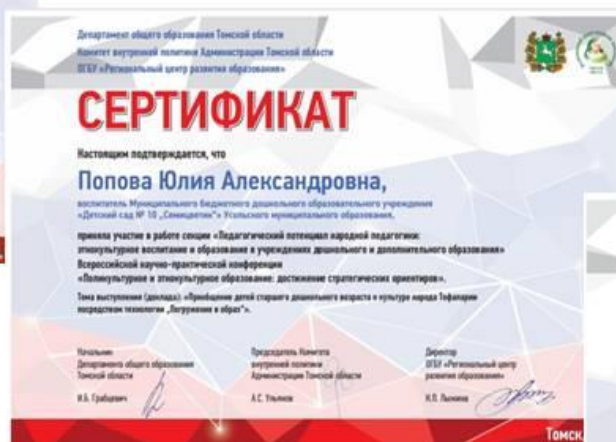 Департамент общего образования Томской области
Комитет внутренней политики Администрации Томской области
ОГБУ «Региональный центр развития образования»
СЕРТИФИКАТ
Настоящим подтверждается, что
Попова Юлия Александровна,
воспитатель Муниципального бюджетного дошкольного образовательного учреждения
«Детский сад № 10 „Семицветик"» Усольского муниципального образования,
приняла участие в работе секции «Педагогический потенциал народной педагогики:
этнокультурное воспитание и образование в учреждениях дошкольного и дополнительного образования»
Всероссийской научно-практической конференции
«Поликультурное и этнокультурное образование: достижение стратегических ориентиров».
Тема выступления (доклада): «Приобщение детей старшего дошкольного возраста к культуре народа Тофаларии
посредством технологии „Погружение в образ"».
Начальник
Департамента общего образования
Томской области
И.Б. Грабцевич
Председатель Комитета
внутренней политики
Администрации Томской области
А.С. Ульянов
Директор
ОГБУ «Региональный центр
развития образования»
Н.П. Лыжина
Томск